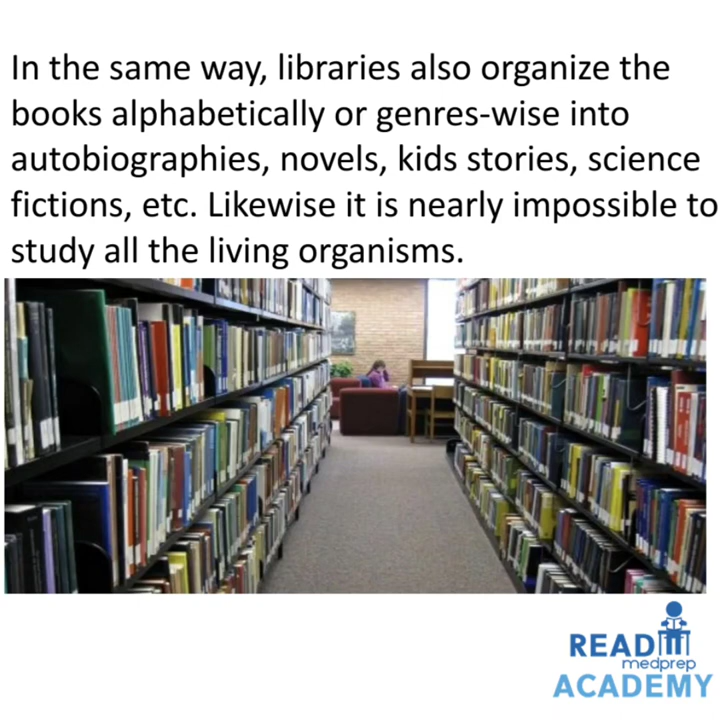 In the same way, libraries also organize the
books alphabetically or genres-wise into
autobiographies, novels, kids stories, science
fictions, etc. Likewise it is nearly impossible to
study all the living organisms.
READ
medprep
ACADEMY